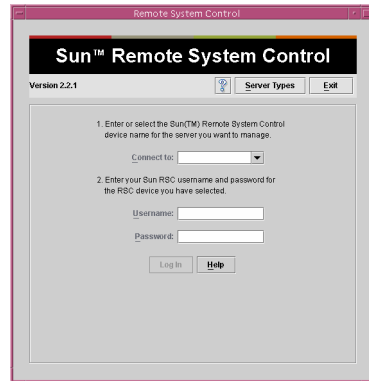 Remote System Control
Sun™ Remote System Control
Version 2.2.1
Server Types
Exit
1. Enter or select the Sun(TM) Remote System Control
device name for the server you want to manage.
Connect to:
2. Enter your Sun RSC username and password for
the RSC device you have selected.
Username:
Password:
Log In
Help